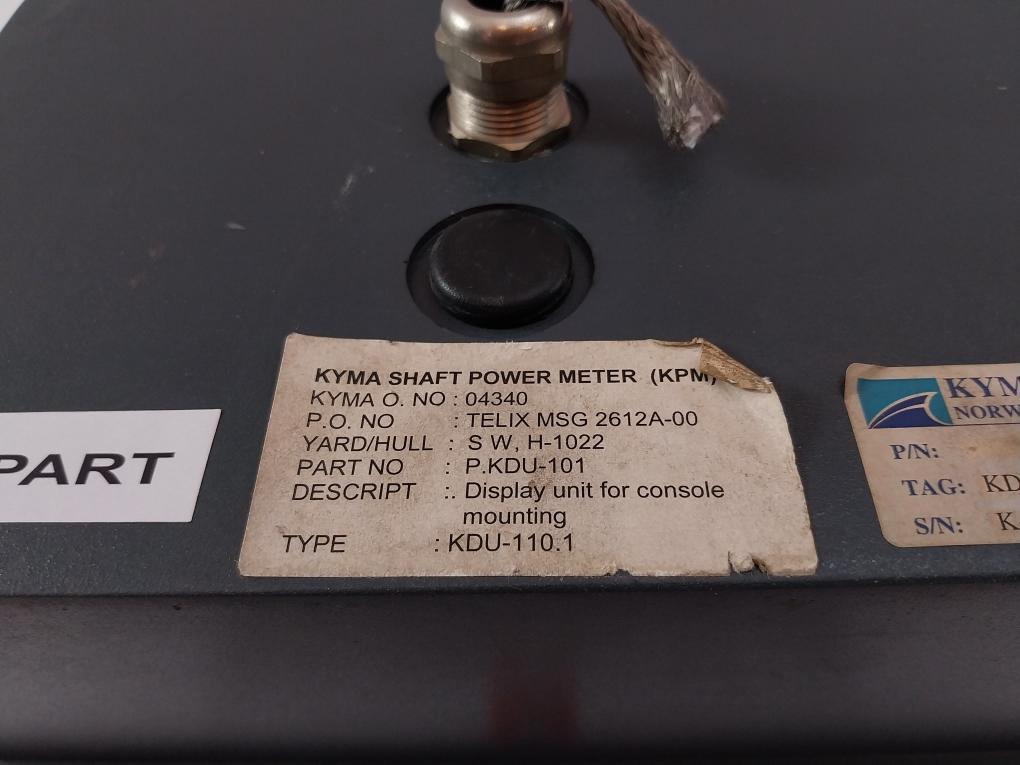 PART
KYMA SHAFT POWER METER (KPM)
KYMA O. NO : 04340
P.O. NO : TELIX MSG 2612A-00
YARD/HULL : S W, H-1022
PART NO : P.KDU-101
DESCRIPT :. Display unit for console
mounting
TYPE : KDU-110.1
KYM
NORW
P/N:
TAG: KD
S/N: K